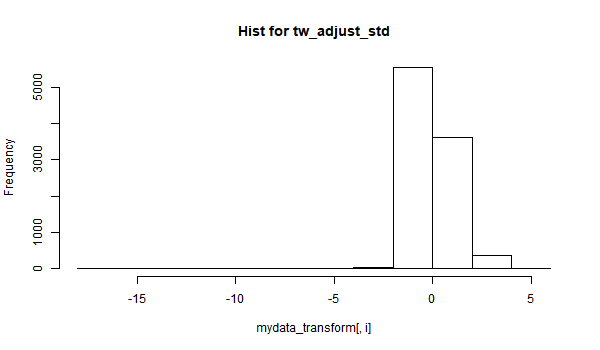 Hist for tw_adjust_std
Frequency
5000
3000
1000
0
-15 -10 -5 0 5
mydata_transform[, i]